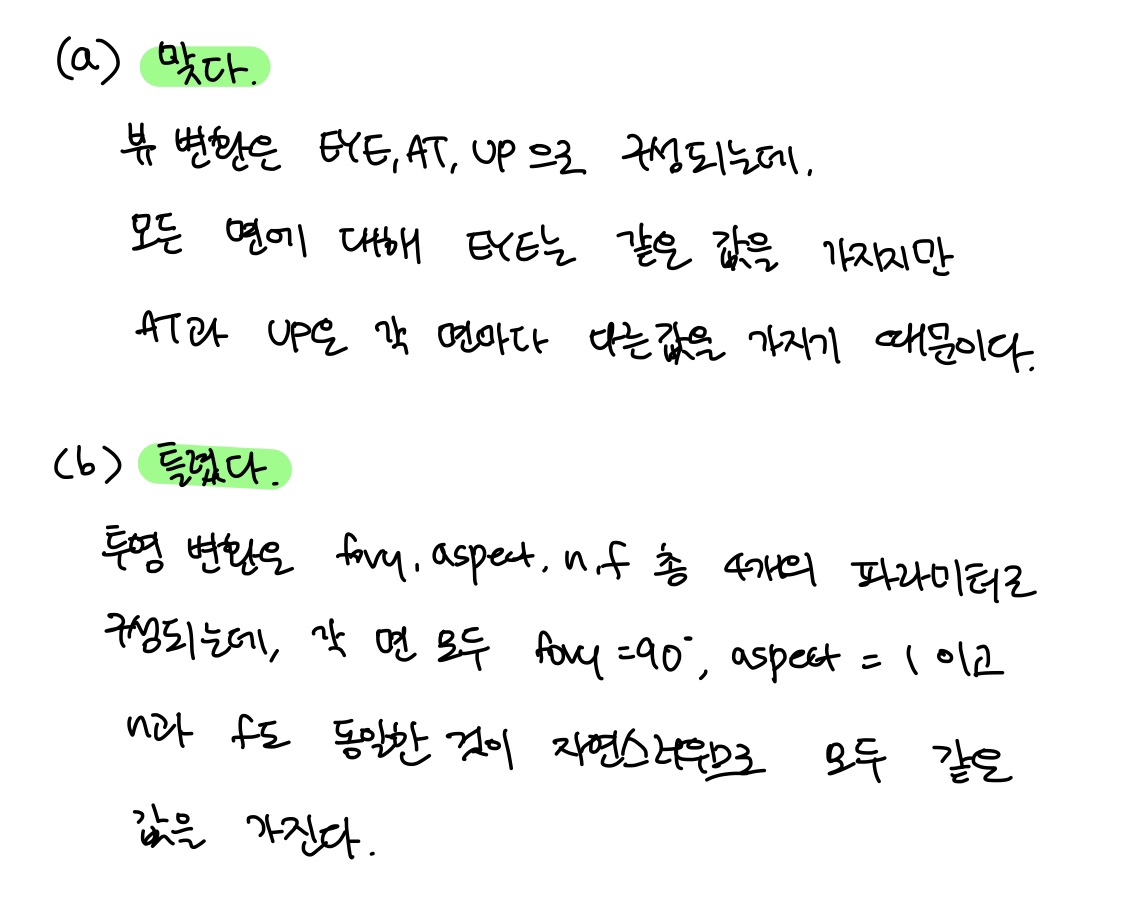 (a) 맞다.
뷰 변환은 EYE, AT, UP으로 구성되는데,
모든 면에 대해 EYE는 같은 값을 가지지만
AT과 UP은 각 면마다 다른값을 가지기 때문이다.
(b) 틀렸다.
투영 변환은 fovy, aspect, n, f 총 4개의 파라미터로
구성되는데, 각 면 모두 fovy = 90°, aspect = 1 이고
n과 f도 동일한 것이 자연스러우므로 모두 같은
값을 가진다.